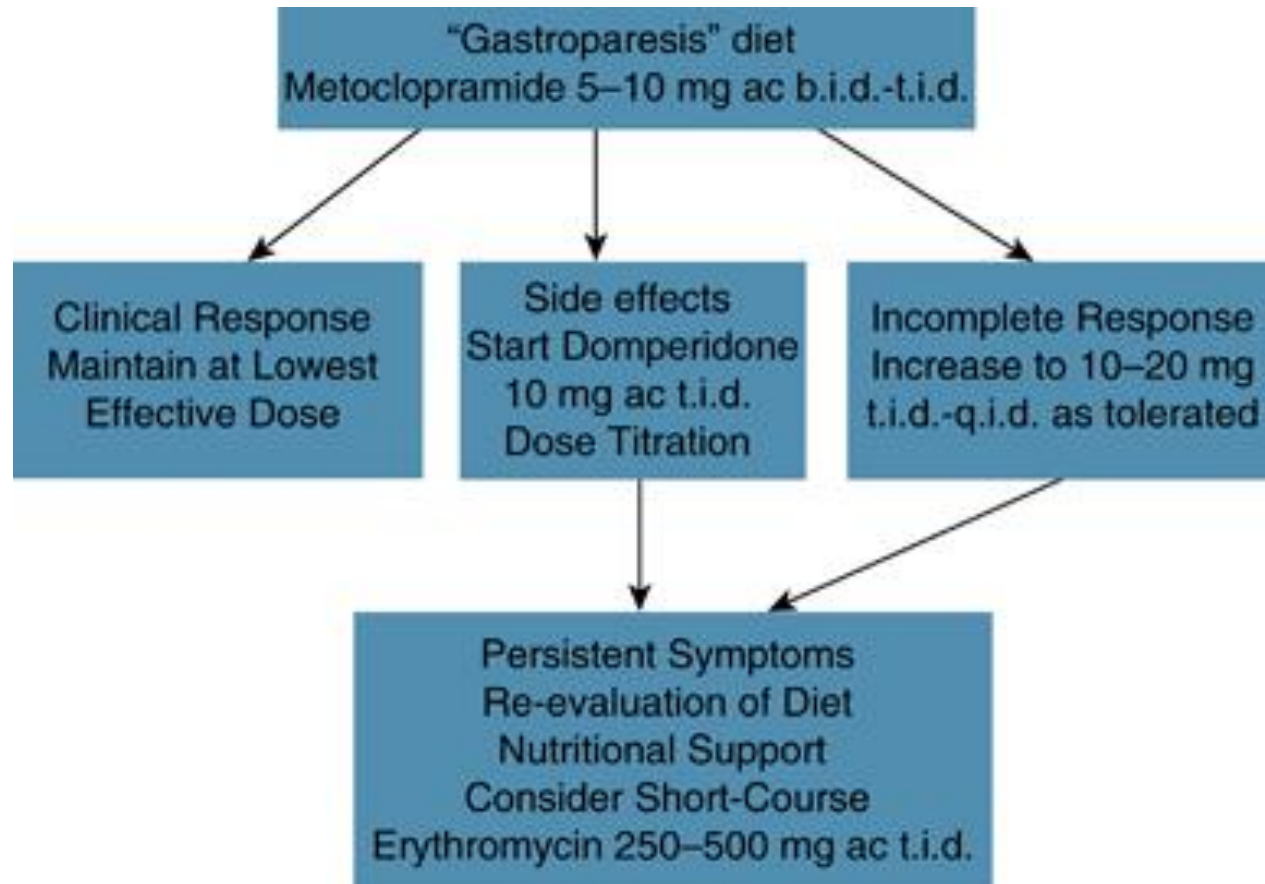 “Gastroparesis” diet
Metoclopramide 5–10 mg ac b.i.d.-t.i.d.
Clinical Response
Maintain at Lowest
Effective Dose
Side effects
Start Domperidone
10 mg ac t.i.d.
Dose Titration
Incomplete Response
Increase to 10–20 mg
t.i.d.-q.i.d. as tolerated
Persistent Symptoms
Re-evaluation of Diet
Nutritional Support
Consider Short-Course
Erythromycin 250–500 mg ac t.i.d.